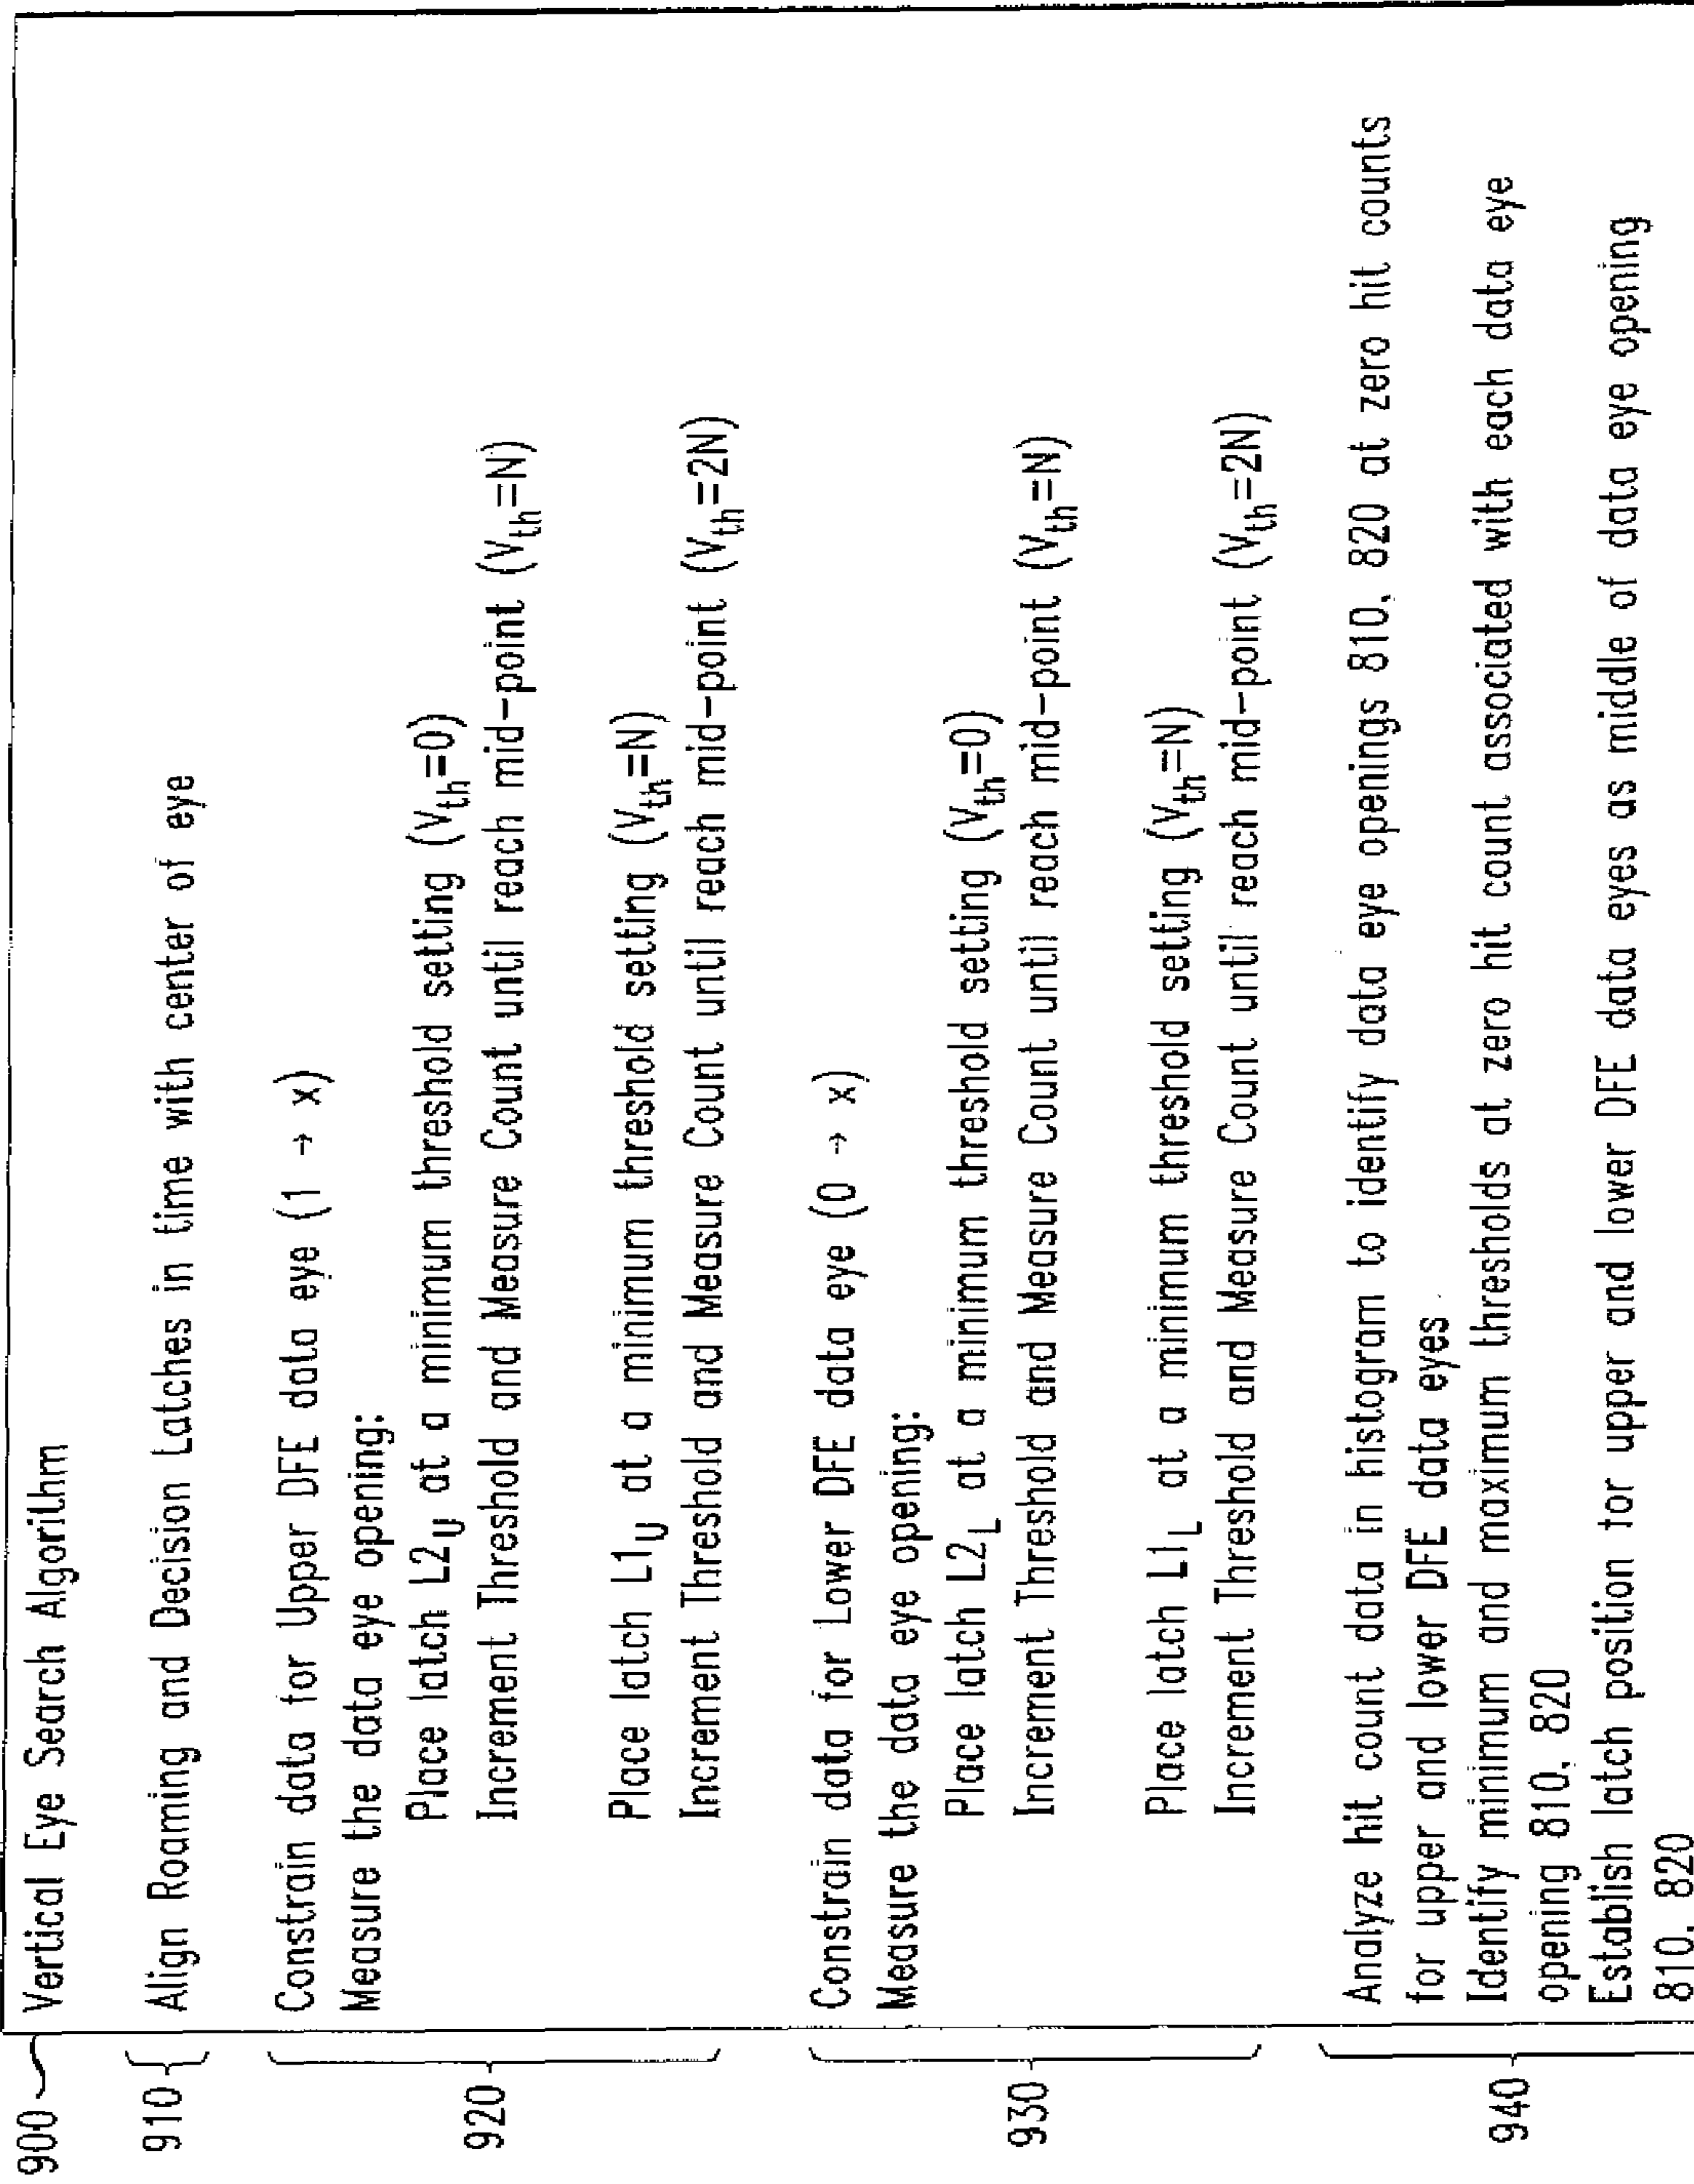 900 Vertical Eye Search Algorithm
910 Align Roaming and Decision Latches in time with center of eye
Constrain data for Upper DFE data eye (1 → x)
Measure the data eye opening:
920 Place latch L2U at a minimum threshold setting (Vth=0)
Increment Threshold and Measure Count until reach mid-point (Vth=N)
Place latch L1U at a minimum threshold setting (Vth=N)
Increment Threshold and Measure Count until reach mid-point (Vth=2N)
Constrain data for Lower DFE data eye (0 → x)
Measure the data eye opening:
930 Place latch L2L at a minimum threshold setting (Vth=0)
Increment Threshold and Measure Count until reach mid-point (Vth=N)
Place latch L1L at a minimum threshold setting (Vth=N)
Increment Threshold and Measure Count until reach mid-point (Vth=2N)
Analyze hit count data in histogram to identify data eye openings 810, 820 at zero hit counts
for upper and lower DFE data eyes
940 Identify minimum and maximum thresholds at zero hit count associated with each data eye
opening 810, 820
Establish latch position for upper and lower DFE data eyes as middle of data eye opening
810, 820